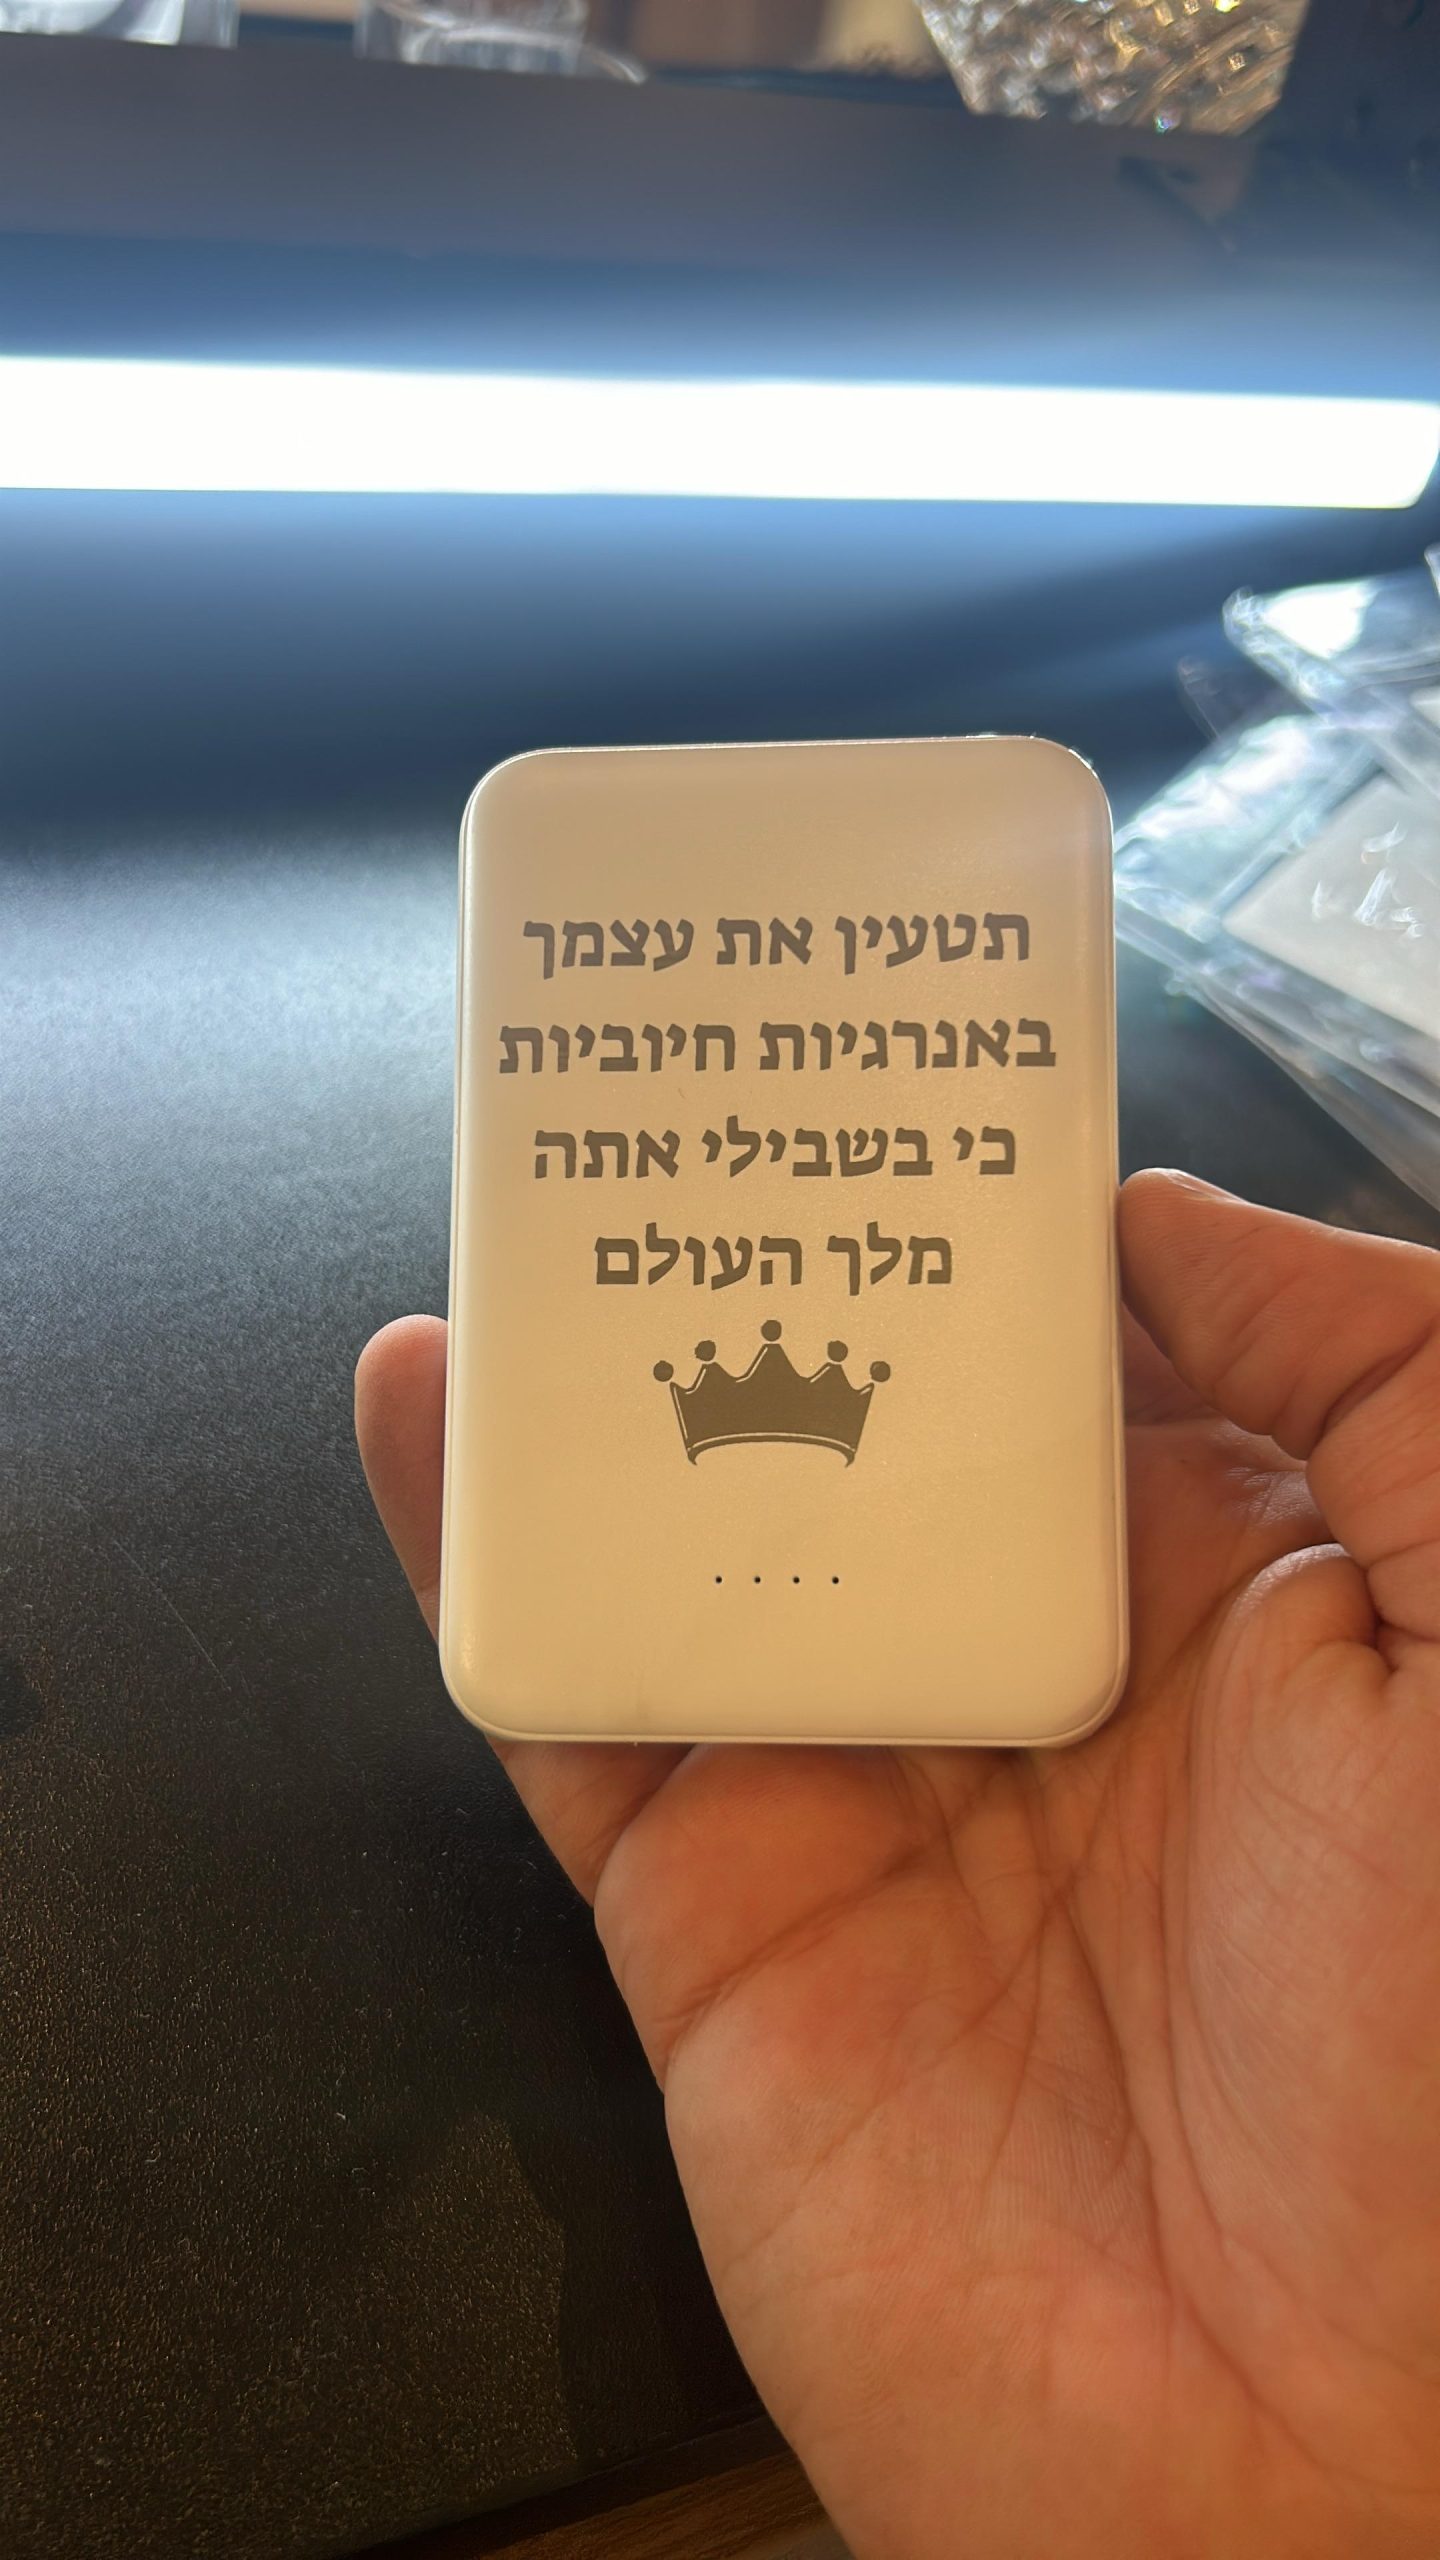 תטעין את עצמך
באנרגיות חיוביות
כי בשבילי אתה
מלך העולם